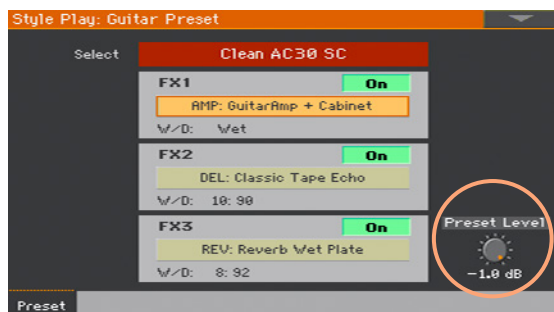 Style Play: Guitar Preset
Select
Clean AC30 SC
FX1 On
AMP: GuitarAmp + Cabinet
W/D: Wet
FX2 On
DEL: Classic Tape Echo
W/D: 10:90
FX3 On
REV: Reverb Wet Plate
W/D: 8:92
Preset Level
-1.0 dB
Preset